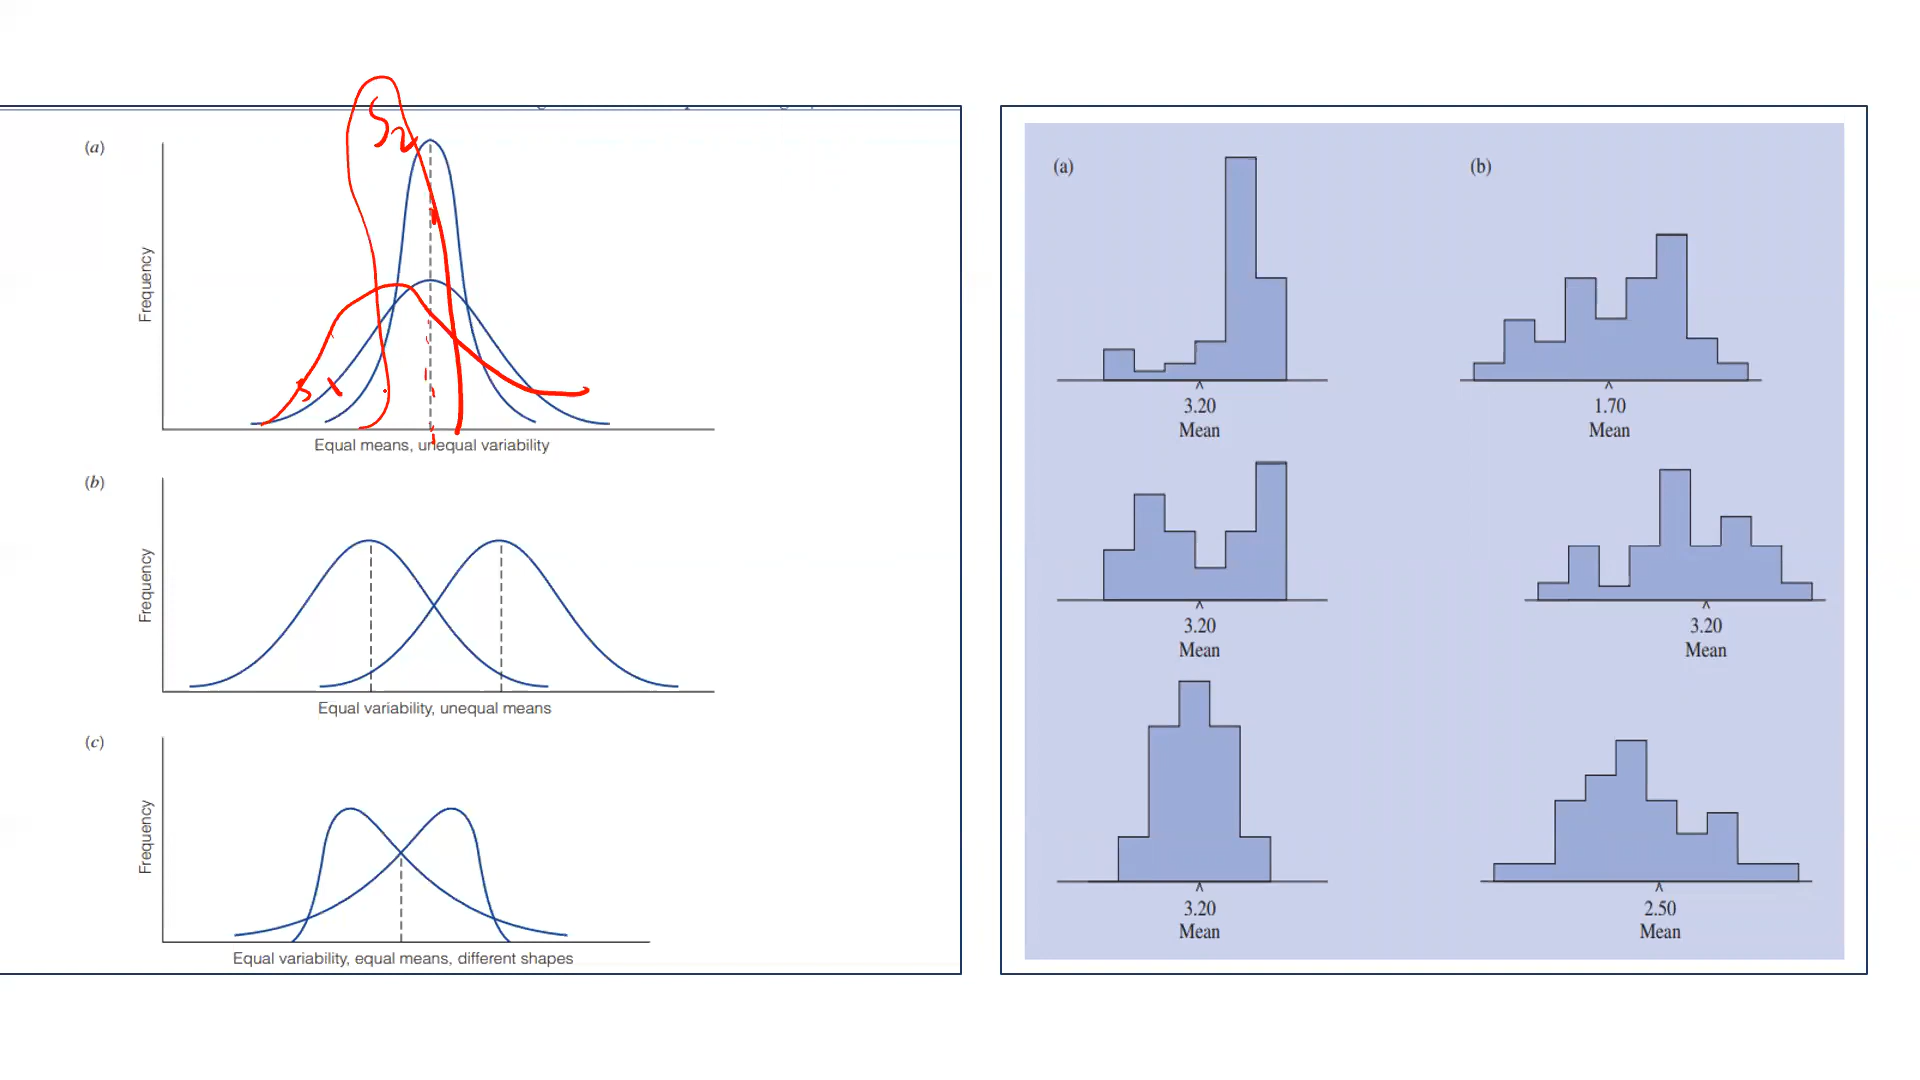 (a)
Frequency
Equal means, unequal variability
(b)
Frequency
Equal variability, unequal means
(c)
Frequency
Equal variability, equal means, different shapes
(a)
3.20
Mean
3.20
Mean
3.20
Mean
(b)
1.70
Mean
3.20
Mean
2.50
Mean